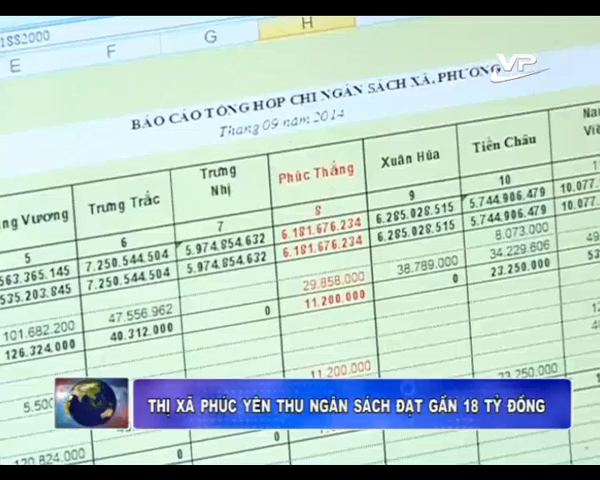 1SS2000
E F G H
VP
BÁO CÁO TỔNG HỢP CHI NGÂN SÁCH XÃ, PHƯỜNG
Tháng 09 năm 2014
Vương Trưng Trắc Trưng Nhị Phúc Thắng Xuân Hòa Tiền Châu
5 6 7 8 9 10
563.365.145 7.250.544.504 5.974.854.632 6.181.676.234 6.285.028.515 5.744.906.479 10.077.
535.203.845 7.250.544.504 5.974.854.632 6.181.676.234 6.285.028.515 5.744.906.479 10.077.
8.073.000
101.682.200 47.556.962 29.858.000 38.789.000 34.229.606
126.324.000 40.312.000 0 11.200.000 0 23.250.000
5.500 11.200.000 23.250.000
THỊ XÃ PHÚC YÊN THU NGÂN SÁCH ĐẠT GẦN 18 TỶ ĐỒNG
120.824.000 0 0